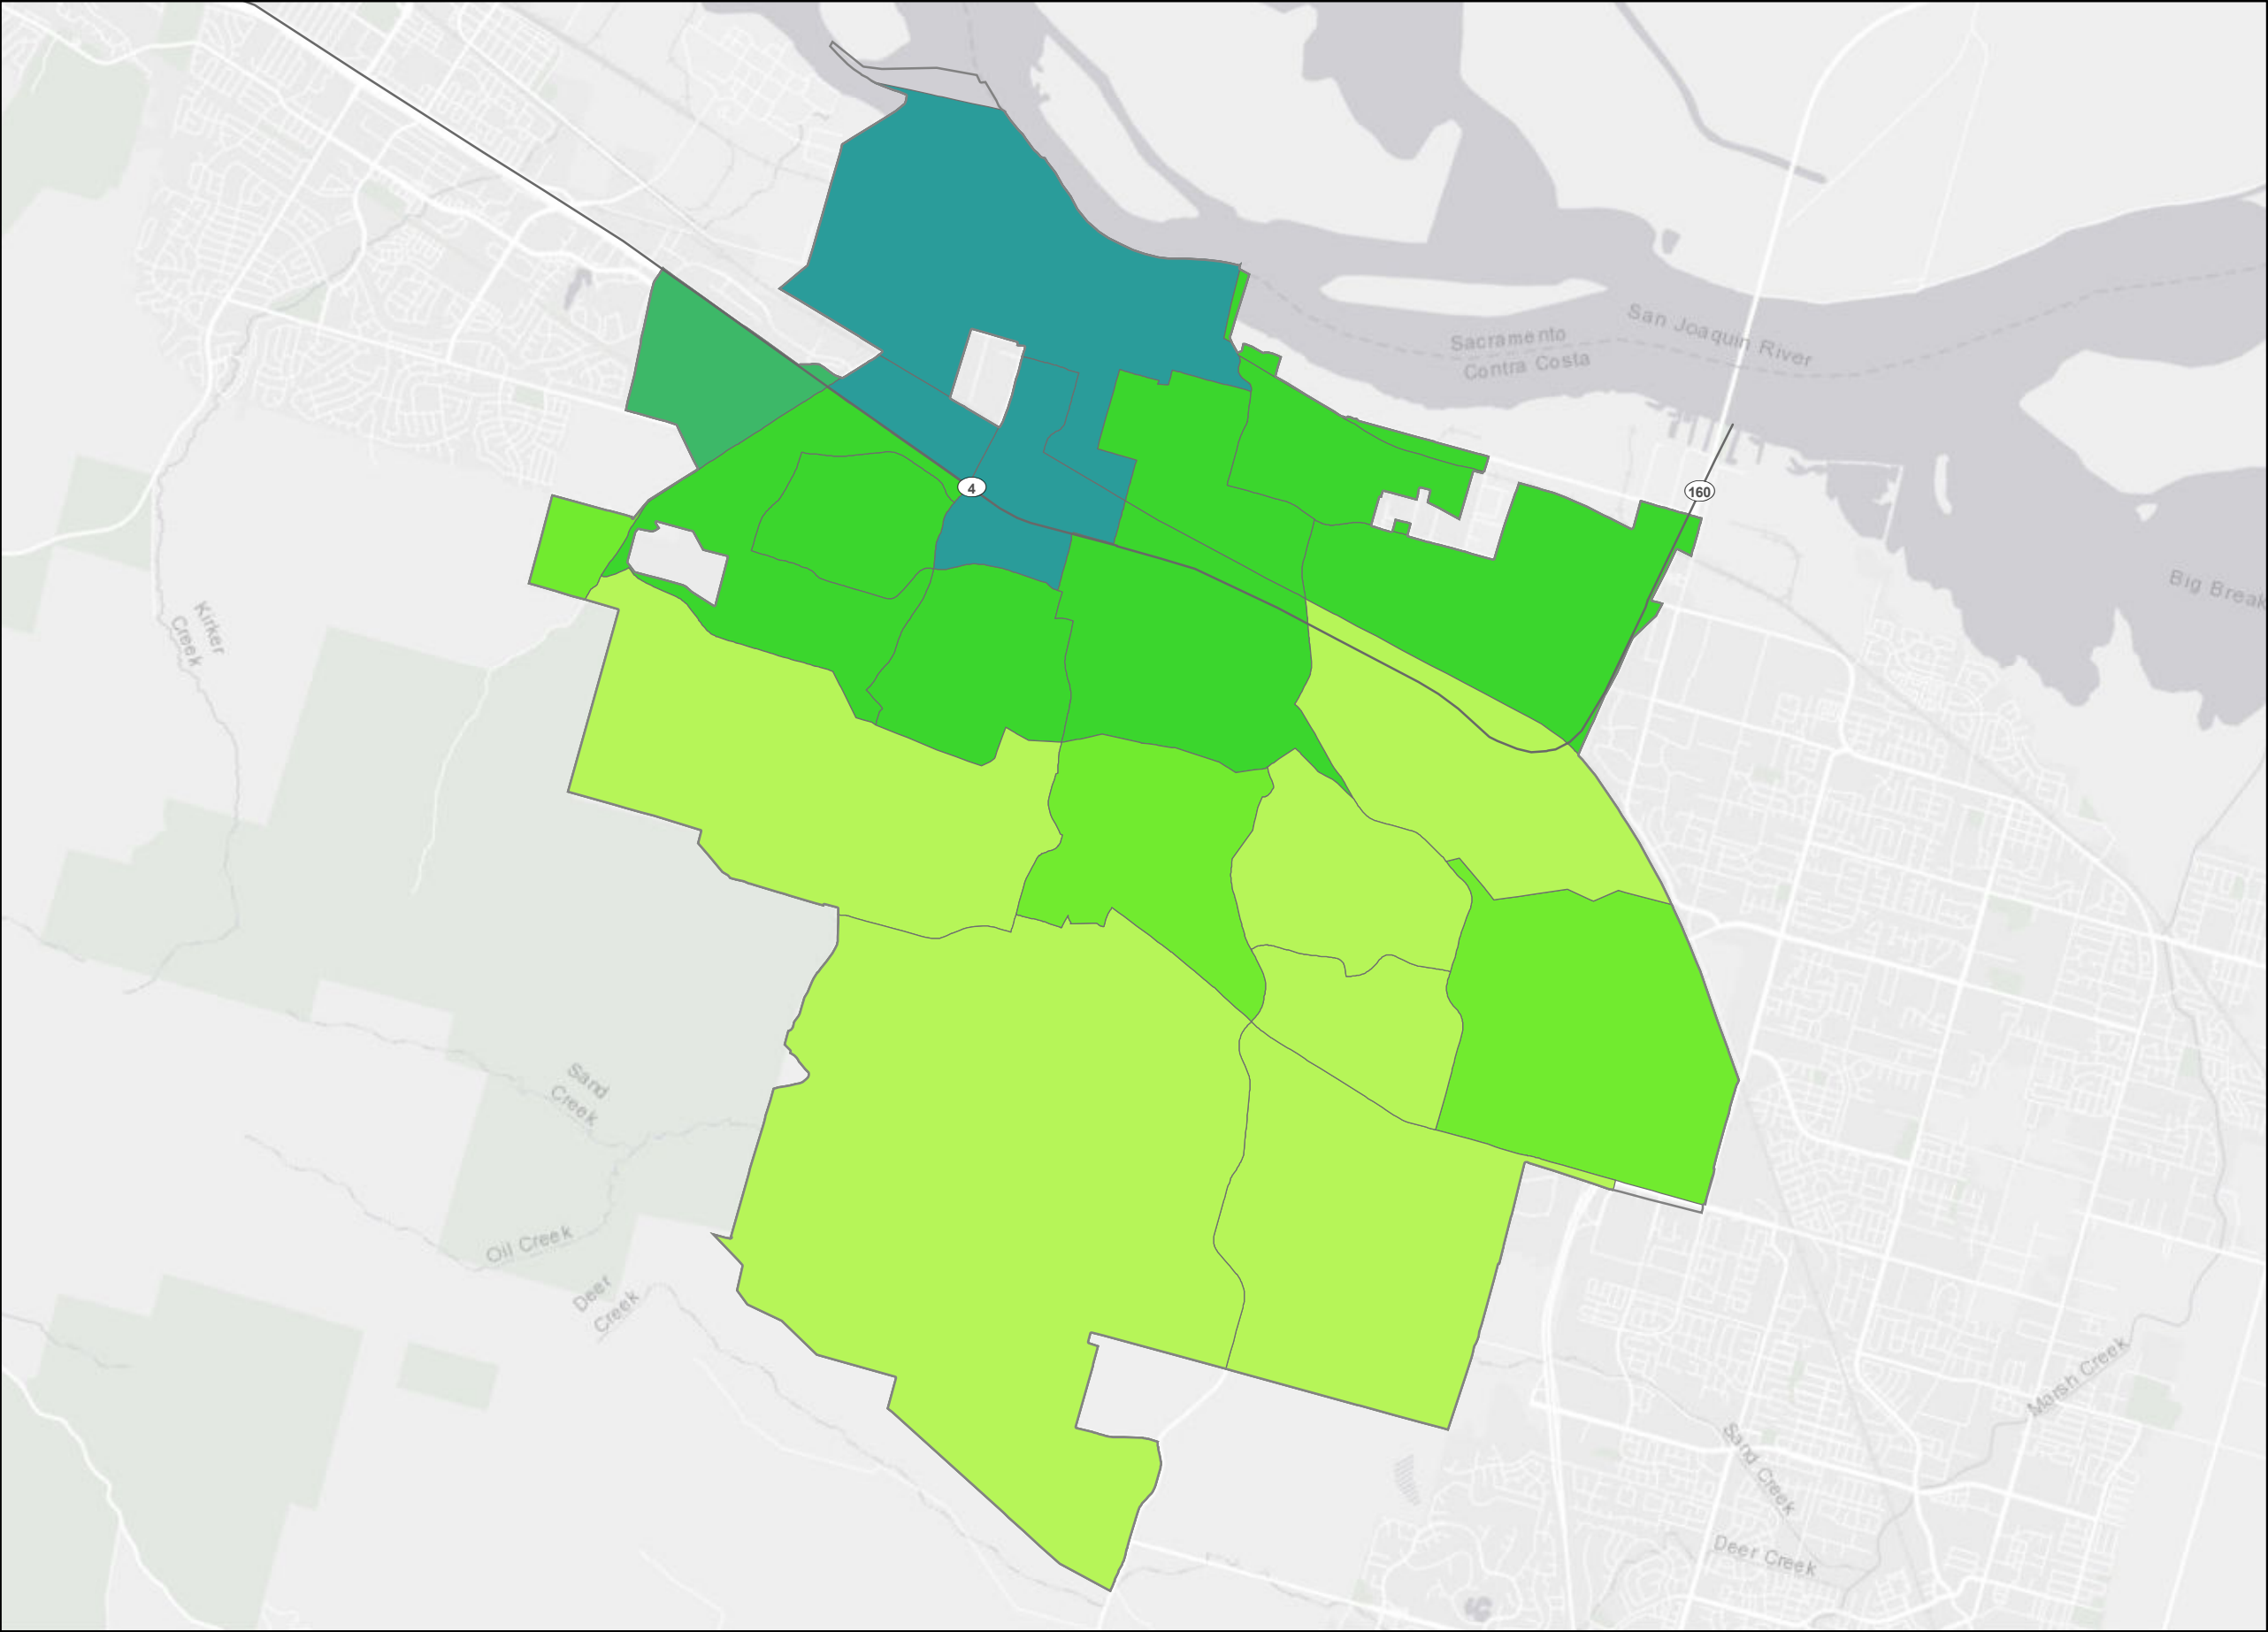 San Joaquin River
Sacramento
Contra Costa
4
160
Big Break
Kirker
Creek
Sand
Creek
Oil Creek
Deer
Creek
Marsh Creek
Sand Creek
Deer Creek